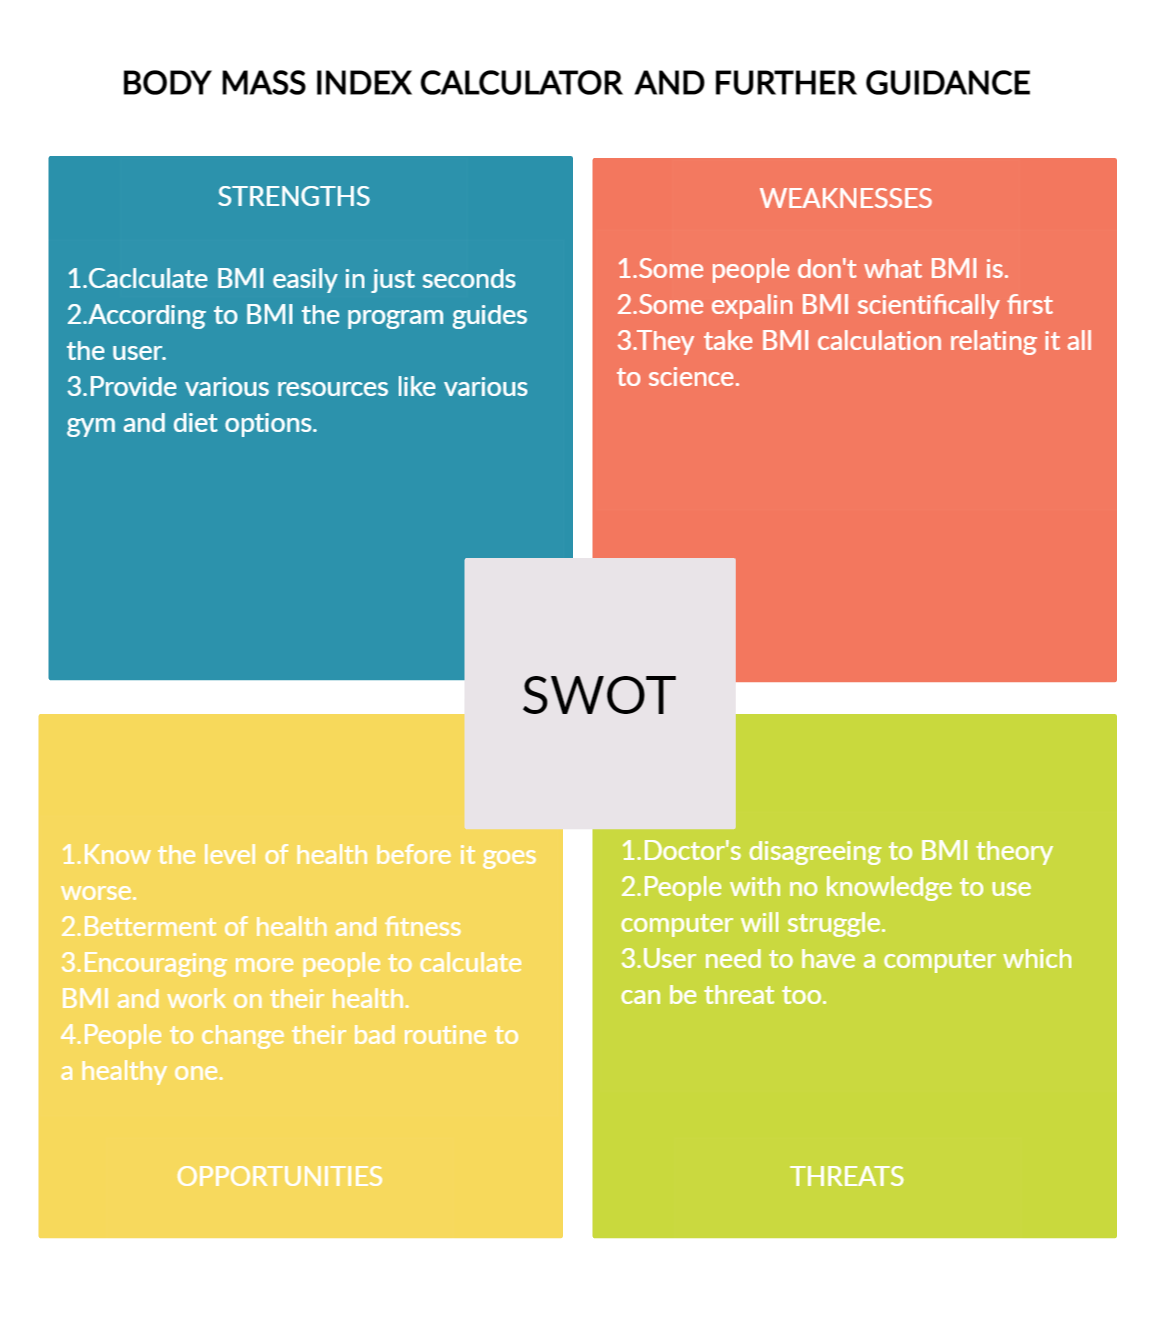 BODY MASS INDEX CALCULATOR AND FURTHER GUIDANCE
STRENGTHS
1.Caclculate BMI easily in just seconds
2.According to BMI the program guides
the user.
3.Provide various resources like various
gym and diet options.
WEAKNESSES
1.Some people don't what BMI is.
2.Some expalin BMI scientifically first
3.They take BMI calculation relating it all
to science.
SWOT
1.Know the level of health before it goes
worse.
2.Betterment of health and fitness
3.Encouraging more people to calculate
BMI and work on their health.
4.People to change their bad routine to
a healthy one.
OPPORTUNITIES
1.Doctor's disagreeing to BMI theory
2.People with no knowledge to use
computer will struggle.
3.User need to have a computer which
can be threat too.
THREATS